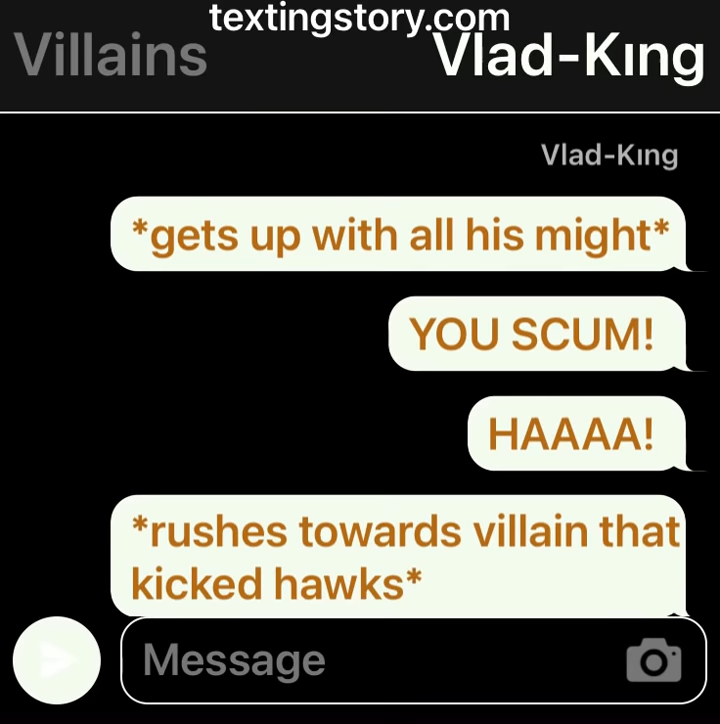 textingstory.com
Villains Vlad-Kıng
Vlad-Kıng
*gets up with all his might*
YOU SCUM!
HAAAA!
*rushes towards villain that
kicked hawks*
Message